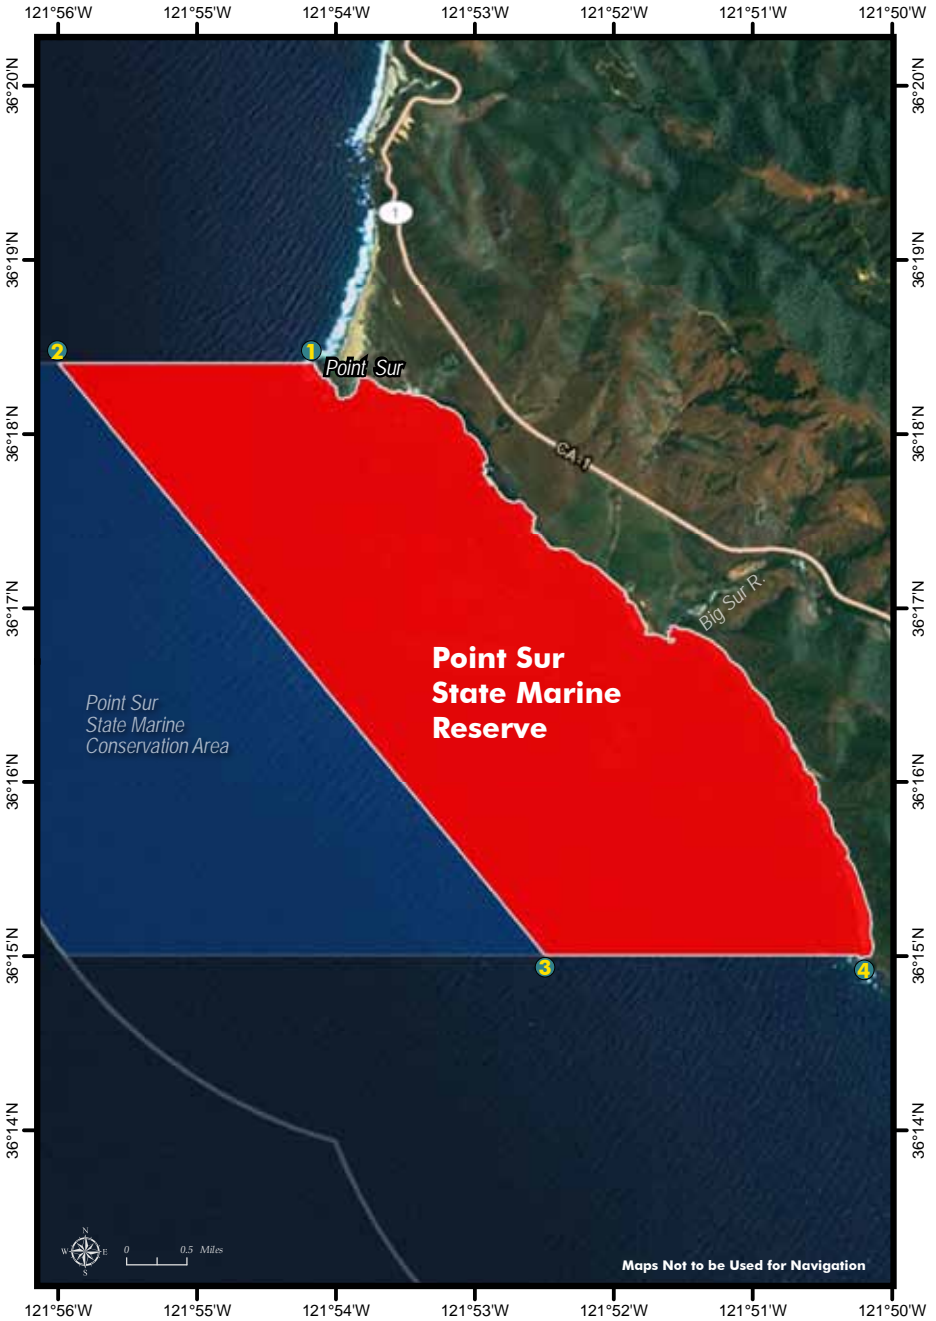 121°56'W 121°55'W 121°54'W 121°53'W 121°52'W 121°51'W 121°50'W
36°20'N 36°20'N
1
36°19'N 36°19'N
2 1
Point Sur
36°18'N 36°18'N
CA-1
36°17'N 36°17'N
Big Sur R.
Point Sur
State Marine
Reserve
Point Sur
State Marine
Conservation Area
36°16'N 36°16'N
36°15'N 36°15'N
3 4
36°14'N 36°14'N
N
W E
S
0 0.5 Miles
Maps Not to be Used for Navigation
121°56'W 121°55'W 121°54'W 121°53'W 121°52'W 121°51'W 121°50'W